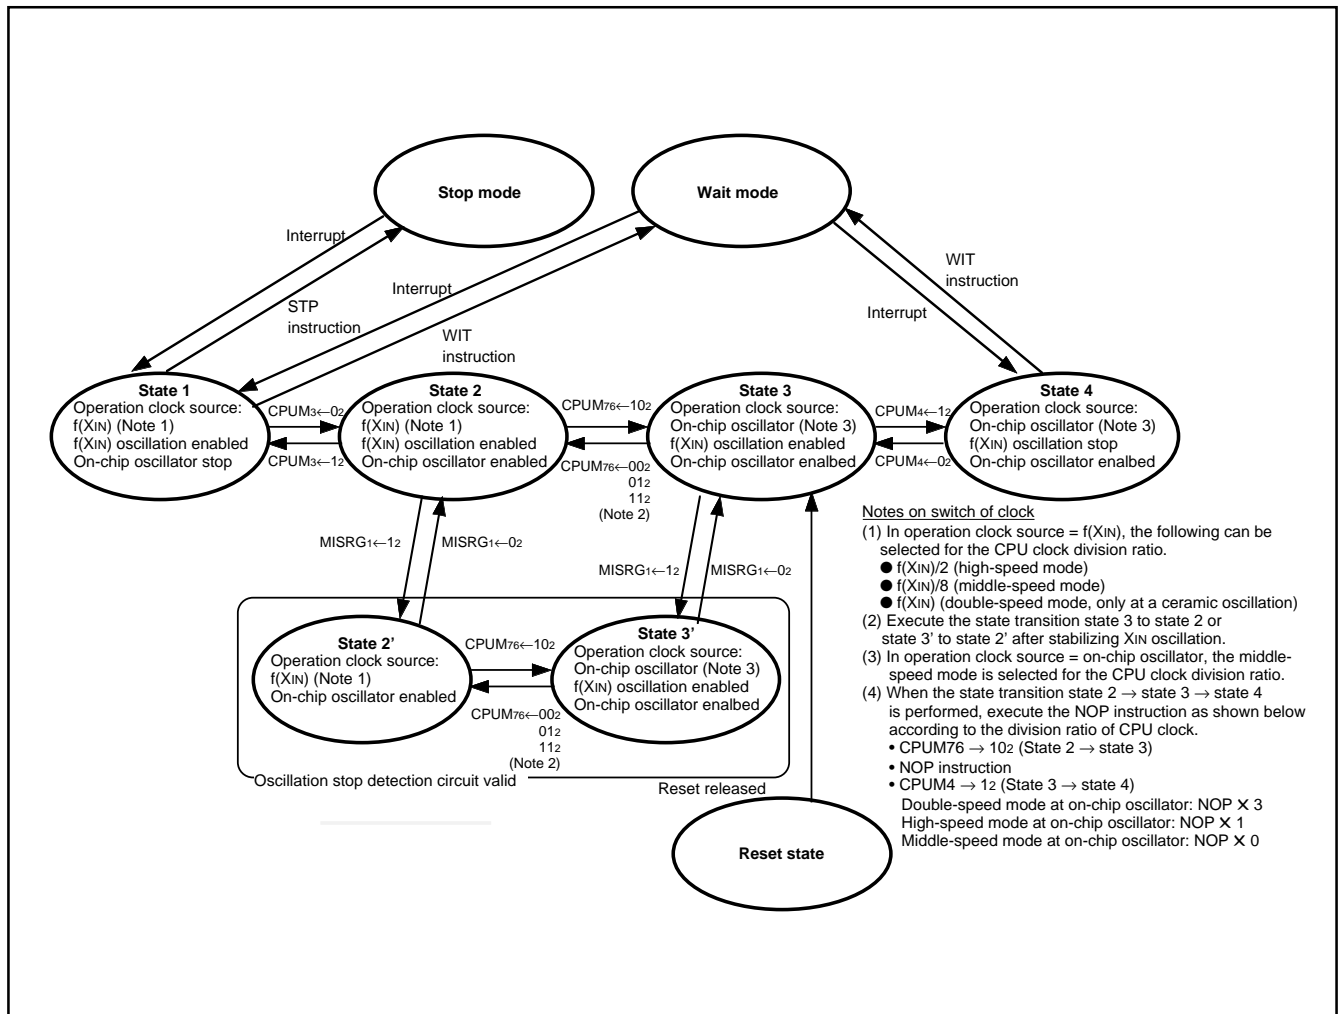 Stop mode
Wait mode
Interrupt
STP
instruction
Interrupt
WIT
instruction
WIT
instruction
Interrupt
State 1
Operation clock source:
f(XIN) (Note 1)
f(XIN) oscillation enabled
On-chip oscillator stop
CPUM3←02
CPUM3←12
State 2
Operation clock source:
f(XIN) (Note 1)
f(XIN) oscillation enabled
On-chip oscillator enabled
CPUM76←102
CPUM76←002
012
112
(Note 2)
State 3
Operation clock source:
On-chip oscillator (Note 3)
f(XIN) oscillation enabled
On-chip oscillator enalbed
CPUM4←12
CPUM4←02
State 4
Operation clock source:
On-chip oscillator (Note 3)
f(XIN) oscillation stop
On-chip oscillator enalbed
MISRG1←12
MISRG1←02
MISRG1←12
MISRG1←02
State 2'
Operation clock source:
f(XIN) (Note 1)
On-chip oscillator enabled
CPUM76←102
CPUM76←002
012
112
(Note 2)
State 3'
Operation clock source:
On-chip oscillator (Note 3)
f(XIN) oscillation enabled
On-chip oscillator enalbed
Oscillation stop detection circuit valid
Reset released
Reset state
Notes on switch of clock
(1) In operation clock source = f(XIN), the following can be
selected for the CPU clock division ratio.
● f(XIN)/2 (high-speed mode)
● f(XIN)/8 (middle-speed mode)
● f(XIN) (double-speed mode, only at a ceramic oscillation)
(2) Execute the state transition state 3 to state 2 or
state 3' to state 2' after stabilizing XIN oscillation.
(3) In operation clock source = on-chip oscillator, the middle-
speed mode is selected for the CPU clock division ratio.
(4) When the state transition state 2 → state 3 → state 4
is performed, execute the NOP instruction as shown below
according to the division ratio of CPU clock.
• CPUM76 → 102 (State 2 → state 3)
• NOP instruction
• CPUM4 → 12 (State 3 → state 4)
Double-speed mode at on-chip oscillator: NOP × 3
High-speed mode at on-chip oscillator: NOP × 1
Middle-speed mode at on-chip oscillator: NOP × 0